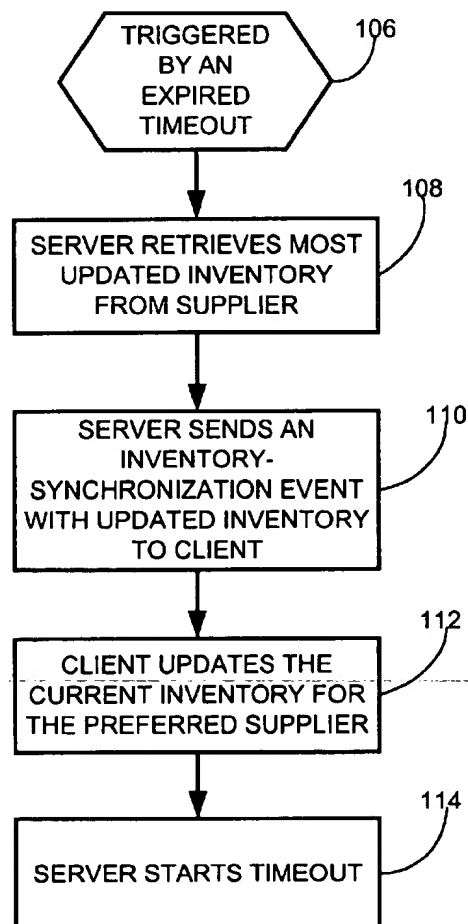 TRIGGERED
BY AN
EXPIRED
TIMEOUT
106
SERVER RETRIEVES MOST
UPDATED INVENTORY
FROM SUPPLIER
108
SERVER SENDS AN
INVENTORY-
SYNCHRONIZATION EVENT
WITH UPDATED INVENTORY
TO CLIENT
110
CLIENT UPDATES THE
CURRENT INVENTORY FOR
THE PREFERRED SUPPLIER
112
SERVER STARTS TIMEOUT
114